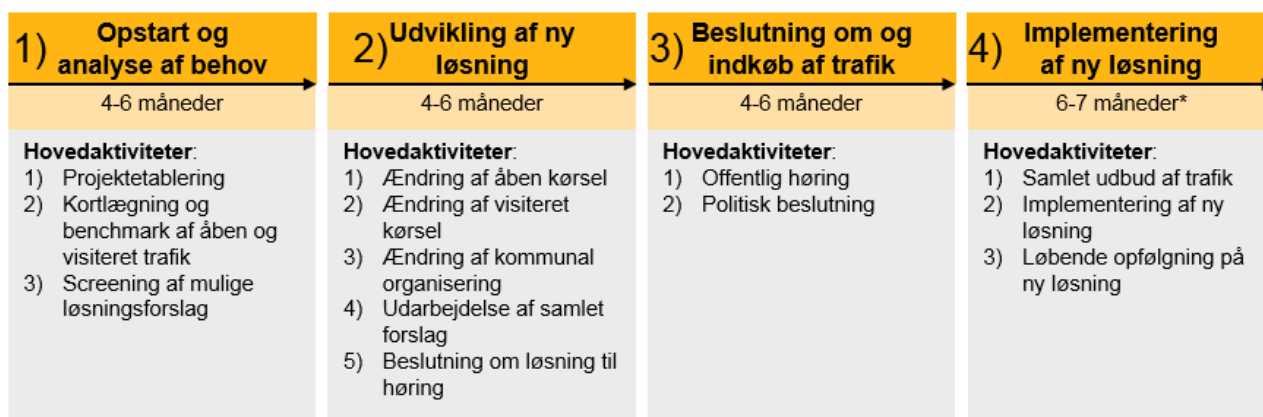 1) Opstart og
analyse af behov
4-6 måneder
Hovedaktiviteter:
1) Projektetablering
2) Kortlægning og
benchmark af åben og
visiteret trafik
3) Screening af mulige
løsningsforslag
2) Udvikling af ny
løsning
4-6 måneder
Hovedaktiviteter:
1) Ændring af åben kørsel
2) Ændring af visiteret
kørsel
3) Ændring af kommunal
organisering
4) Udarbejdelse af samlet
forslag
5) Beslutning om løsning til
høring
3) Beslutning om og
indkøb af trafik
4-6 måneder
Hovedaktiviteter:
1) Offentlig høring
2) Politisk beslutning
4) Implementering
af ny løsning
6-7 måneder*
Hovedaktiviteter:
1) Samlet udbud af trafik
2) Implementering af ny
løsning
3) Løbende opfølgning på
ny løsning